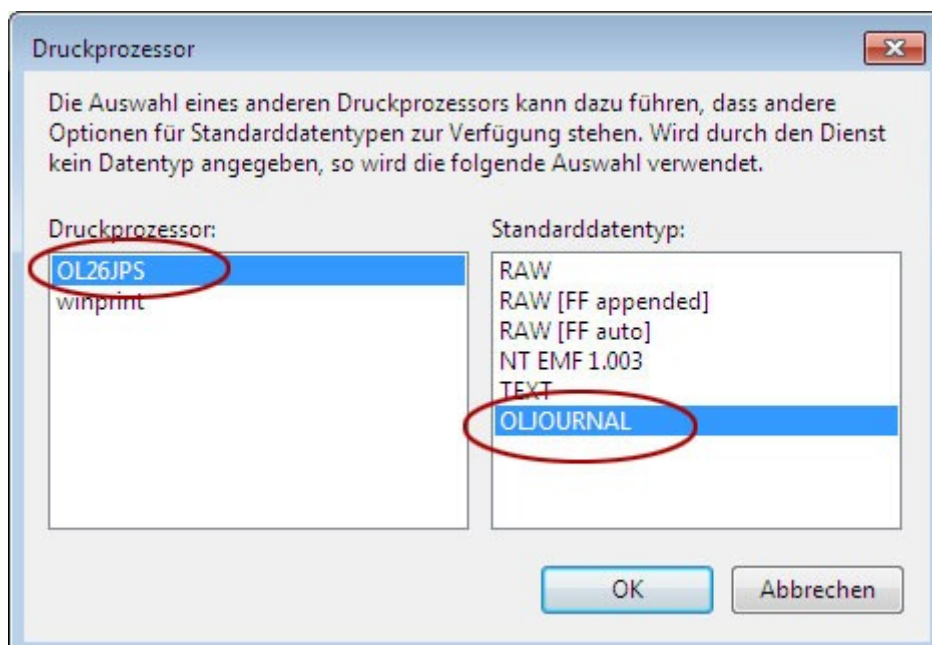 Druckprozessor
Die Auswahl eines anderen Druckprozessors kann dazu führen, dass andere
Optionen für Standarddatentypen zur Verfügung stehen. Wird durch den Dienst
kein Datentyp angegeben, so wird die folgende Auswahl verwendet.
Druckprozessor:
OL26JPS
winprint
Standarddatentyp:
RAW
RAW [FF appended]
RAW [FF auto]
NT EMF 1.003
TEXT
OLJOURNAL
OK
Abbrechen